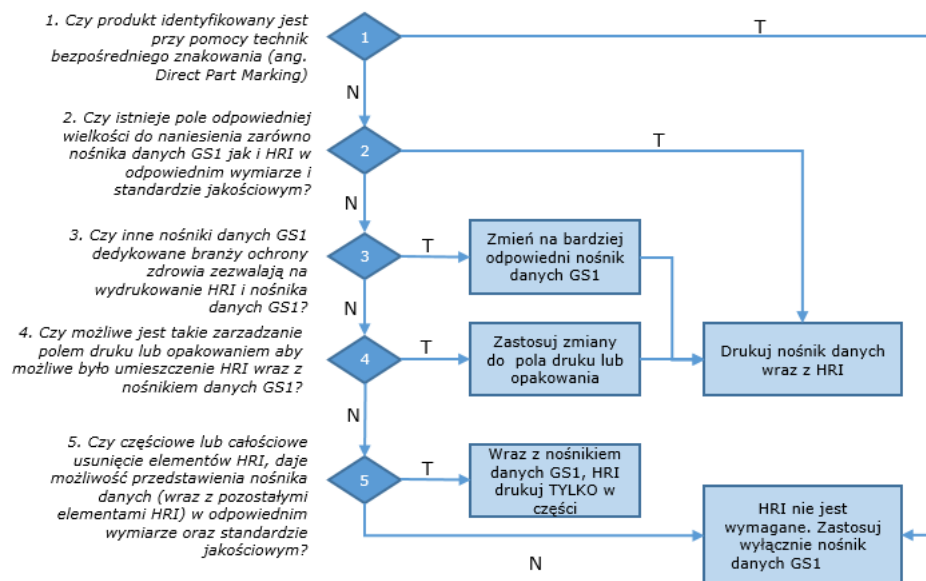 1. Czy produkt identyfikowany jest
przy pomocy technik
bezpośredniego znakowania (ang.
Direct Part Marking)
1
T
N
2. Czy istnieje pole odpowiedniej
wielkości do naniesienia zarówno
nośnika danych GS1 jak i HRI w
odpowiednim wymiarze i
standardzie jakościowym?
2
T
N
3. Czy inne nośniki danych GS1
dedykowane branży ochrony
zdrowia zezwalają na
wydrukowanie HRI i nośnika
danych GS1?
3
T
Zmień na bardziej
odpowiedni nośnik
danych GS1
N
4. Czy możliwe jest takie zarzadzanie
polem druku lub opakowaniem aby
możliwe było umieszczenie HRI wraz z
nośnikiem danych GS1?
4
T
Zastosuj zmiany
do pola druku lub
opakowania
Drukuj nośnik danych
wraz z HRI
N
5. Czy częściowe lub całościowe
usunięcie elementów HRI, daje
możliwość przedstawienia nośnika
danych (wraz z pozostałymi
elementami HRI) w odpowiednim
wymiarze oraz standardzie
jakościowym?
5
T
Wraz z nośnikiem
danych GS1, HRI
drukuj TYLKO w
części
N
HRI nie jest
wymagane. Zastosuj
wyłącznie nośnik
danych GS1